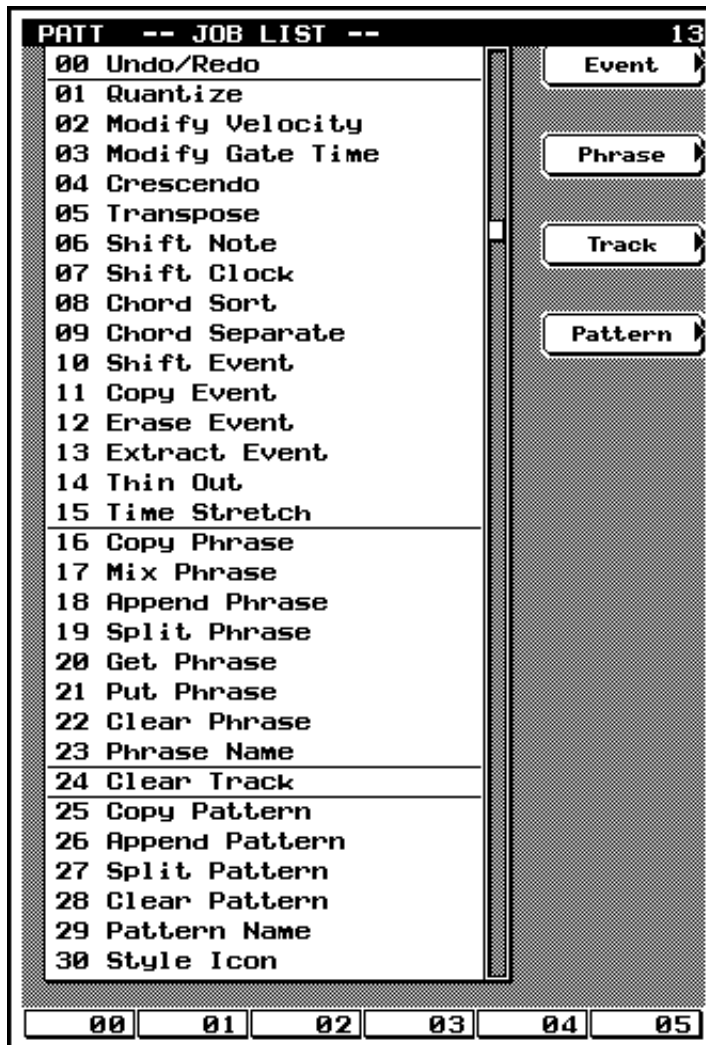 PATT -- JOB LIST -- 13
00 Undo/Redo
01 Quantize
02 Modify Velocity
03 Modify Gate Time
04 Crescendo
05 Transpose
06 Shift Note
07 Shift Clock
08 Chord Sort
09 Chord Separate
10 Shift Event
11 Copy Event
12 Erase Event
13 Extract Event
14 Thin Out
15 Time Stretch
16 Copy Phrase
17 Mix Phrase
18 Append Phrase
19 Split Phrase
20 Get Phrase
21 Put Phrase
22 Clear Phrase
23 Phrase Name
24 Clear Track
25 Copy Pattern
26 Append Pattern
27 Split Pattern
28 Clear Pattern
29 Pattern Name
30 Style Icon
Event
Phrase
Track
Pattern
00 01 02 03 04 05